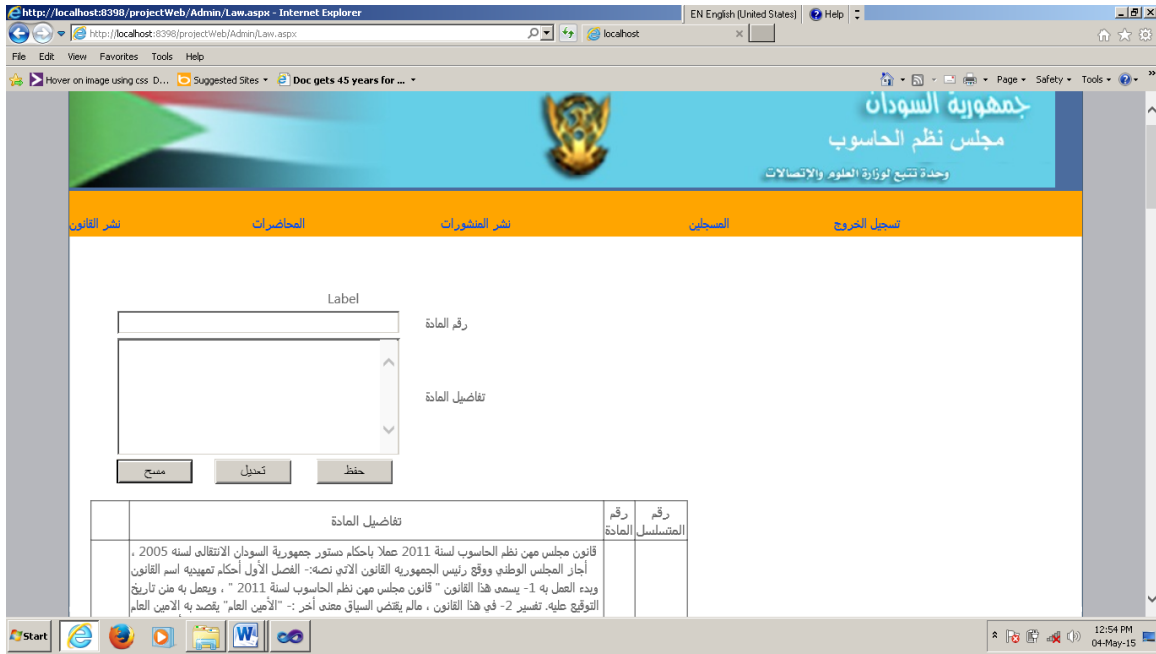 http://localhost:8398/projectWeb/Admin/Law.aspx - Internet Explorer
EN English (United States) Help
http://localhost:8398/projectWeb/Admin/Law.aspx
localhost
File Edit View Favorites Tools Help
Hover on image using css D... Suggested Sites Doc gets 45 years for ... Page Safety Tools
جمهورية السودان
مجلس نظم الحاسوب
وحدة تتبع لوزارة العلوم والإتصالات
تسجيل الخروج المسجلين نشر المنشورات المحاضرات نشر القانون
Label
رقم المادة
تفاضيل المادة
حفظ تعديل مسح
رقم المتسلسل رقم المادة تفاضيل المادة
قانون مجلس مهن نظم الحاسوب لسنة 2011 عملا باحكام دستور جمهورية السودان الانتقالى لسنه 2005 ،
أجاز المجلس الوطني ووقع رئيس الجمهوريه القانون الاتي نصه:- الفصل الأول أحكام تمهيديه اسم القانون
وبدء العمل به 1- يسمى هذا القانون " قانون مجلس مهن نظم الحاسوب لسنة 2011 " ، ويعمل به منن تاريخ
التوقيع عليه. تفسير 2- في هذا القانون ، مالم يقتض السياق معنى أخر :- "الأمين العام" يقصد به الامين العام
Start
12:54 PM
04-May-15